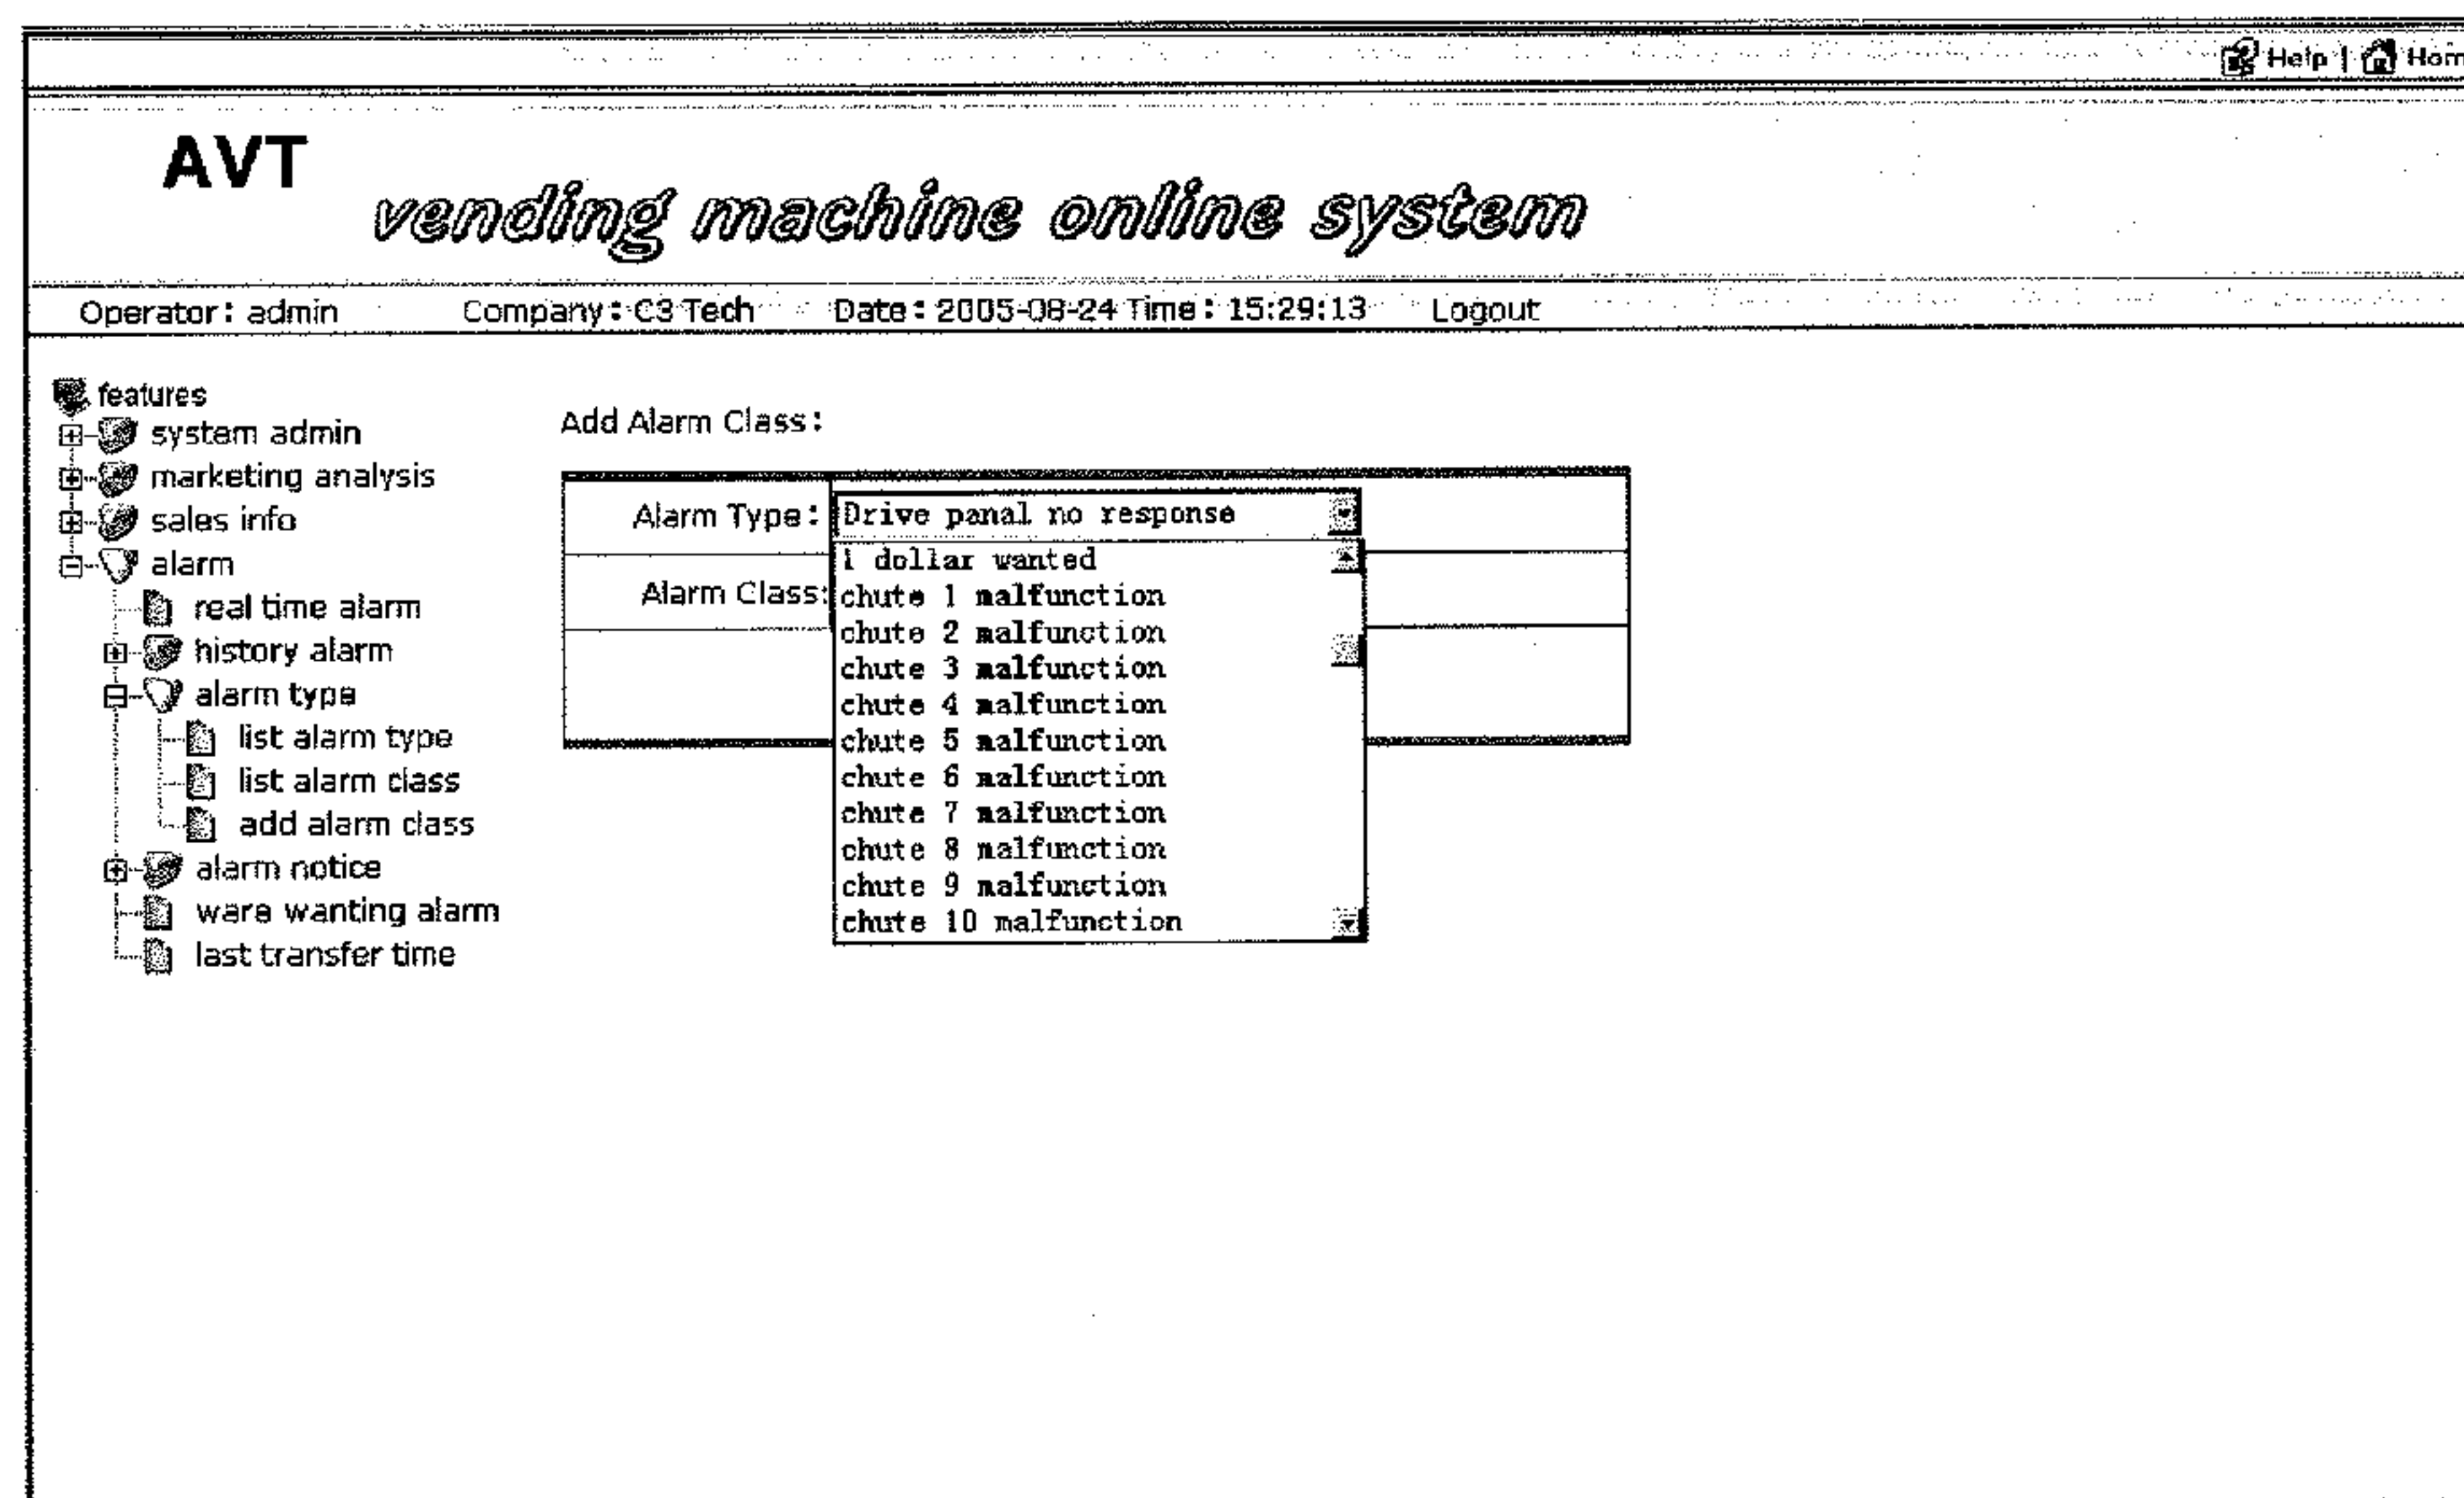 Help | Hom
AVT
vending machine online system
Operator: admin Company: C3 Tech Date: 2005-08-24 Time: 15:29:13 Logout
features
system admin
marketing analysis
sales info
alarm
real time alarm
history alarm
alarm type
list alarm type
list alarm class
add alarm class
alarm notice
ware wanting alarm
last transfer time
Add Alarm Class:
Alarm Type: Drive panal no response
1 dollar wanted
Alarm Class: chute 1 malfunction
chute 2 malfunction
chute 3 malfunction
chute 4 malfunction
chute 5 malfunction
chute 6 malfunction
chute 7 malfunction
chute 8 malfunction
chute 9 malfunction
chute 10 malfunction